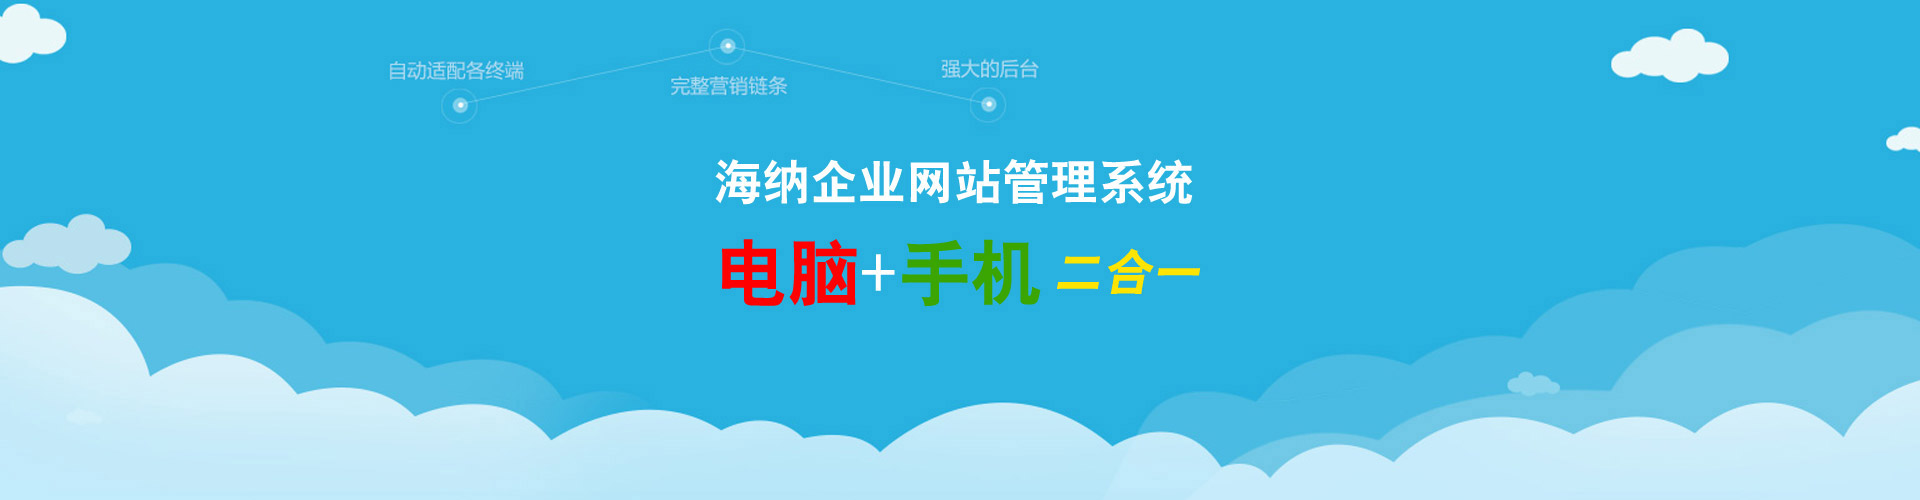 自动适配各终端
完整营销链条
强大的后台
海纳企业网站管理系统
电脑+手机 二合一